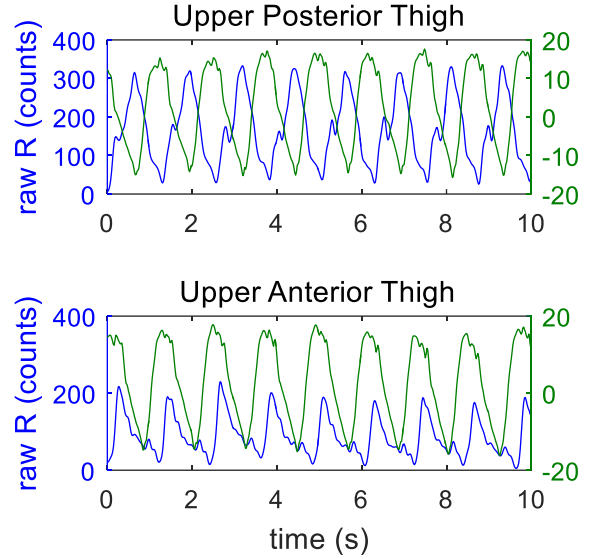 Upper Posterior Thigh
raw R (counts)
400
300
200
100
0
20
10
0
-10
-20
0 2 4 6 8 10
Upper Anterior Thigh
raw R (counts)
400
200
0
20
0
-20
0 2 4 6 8 10
time (s)